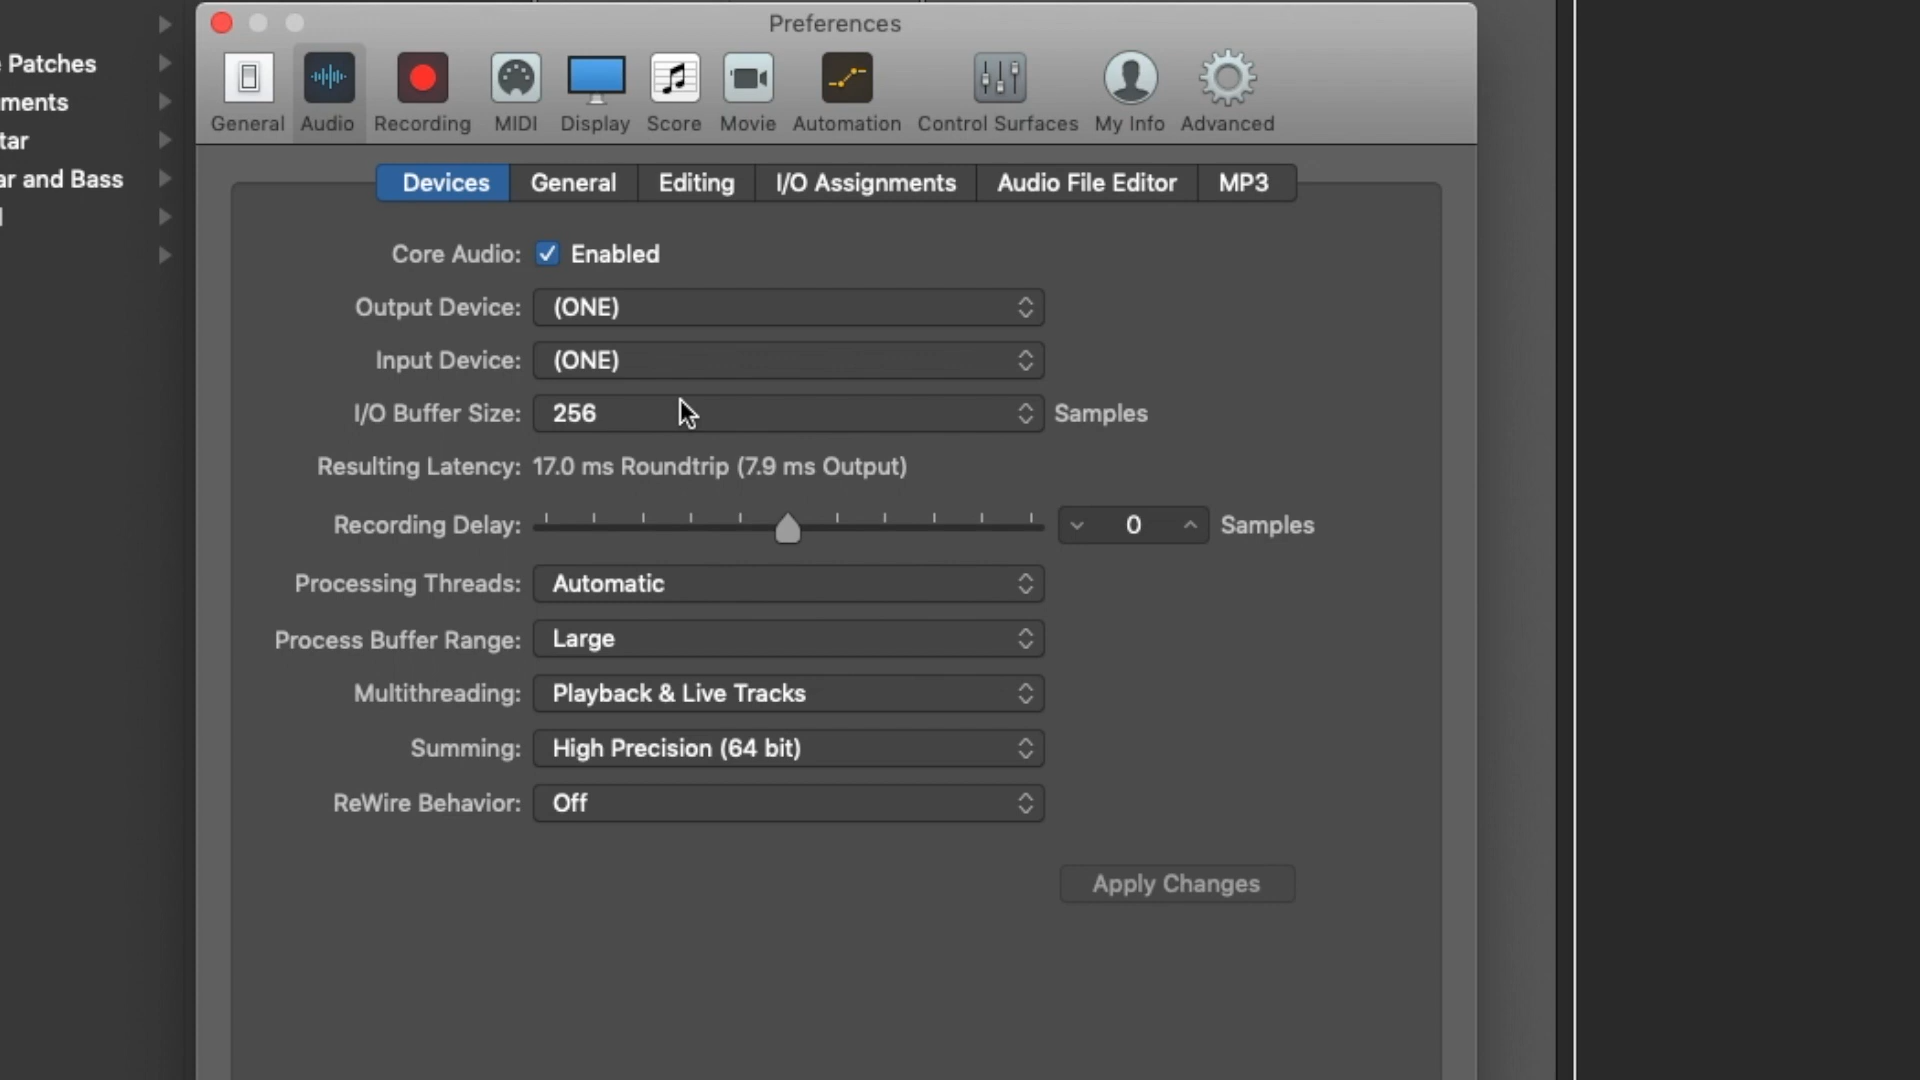 Preferences
Patches
ments
tar
ar and Bass
General Audio Recording MIDI Display Score Movie Automation Control Surfaces My Info Advanced
Devices General Editing I/O Assignments Audio File Editor MP3
Core Audio: Enabled
Output Device: (ONE)
Input Device: (ONE)
I/O Buffer Size: 256 Samples
Resulting Latency: 17.0 ms Roundtrip (7.9 ms Output)
Recording Delay: 0 Samples
Processing Threads: Automatic
Process Buffer Range: Large
Multithreading: Playback & Live Tracks
Summing: High Precision (64 bit)
ReWire Behavior: Off
Apply Changes